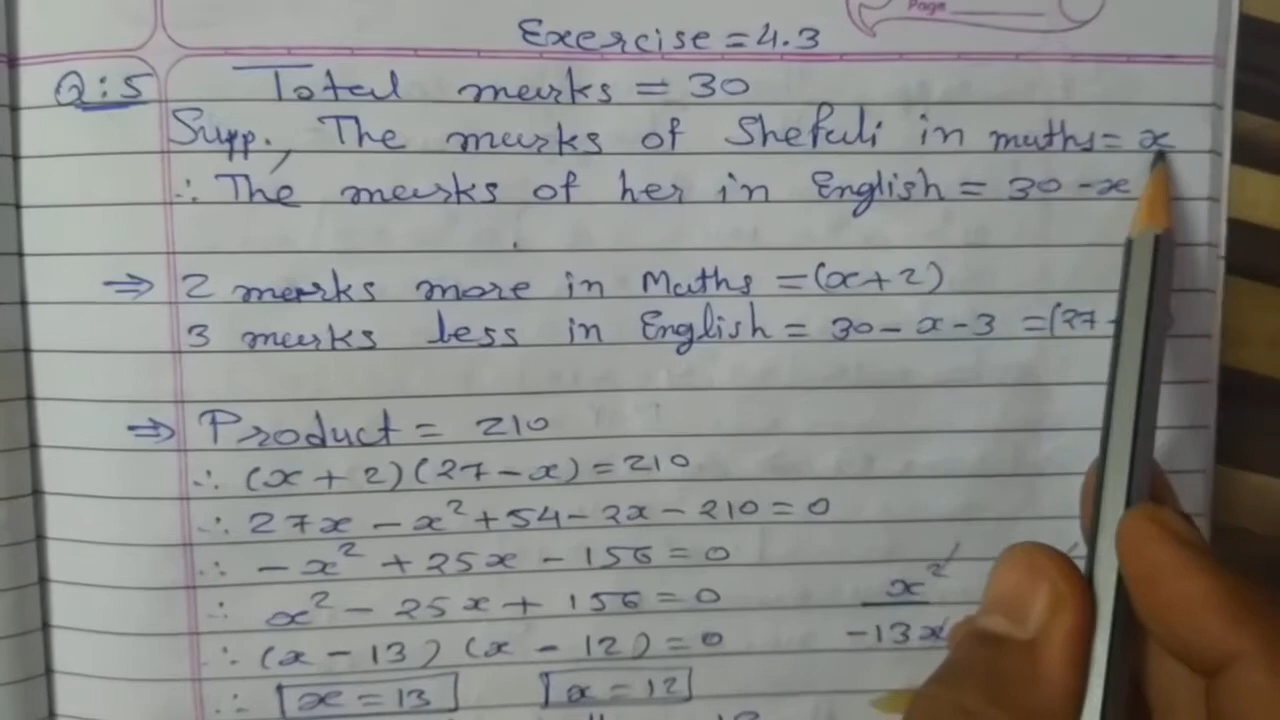 Page
Exercise = 4.3
Q:5 Total marks = 30
Supp., The marks of Shefali in maths = x
∴ The marks of her in English = 30 - x
⇒ 2 marks more in Maths = (x + 2)
3 marks less in English = 30 - x - 3 = (27 -
⇒ Product = 210
∴ (x + 2) (27 - x) = 210
∴ 27x - x² + 54 - 2x - 210 = 0
∴ - x² + 25x - 156 = 0
∴ x² - 25x + 156 = 0
x²
∴ (x - 13) (x - 12) = 0
-13x
∴ x = 13 x = 12